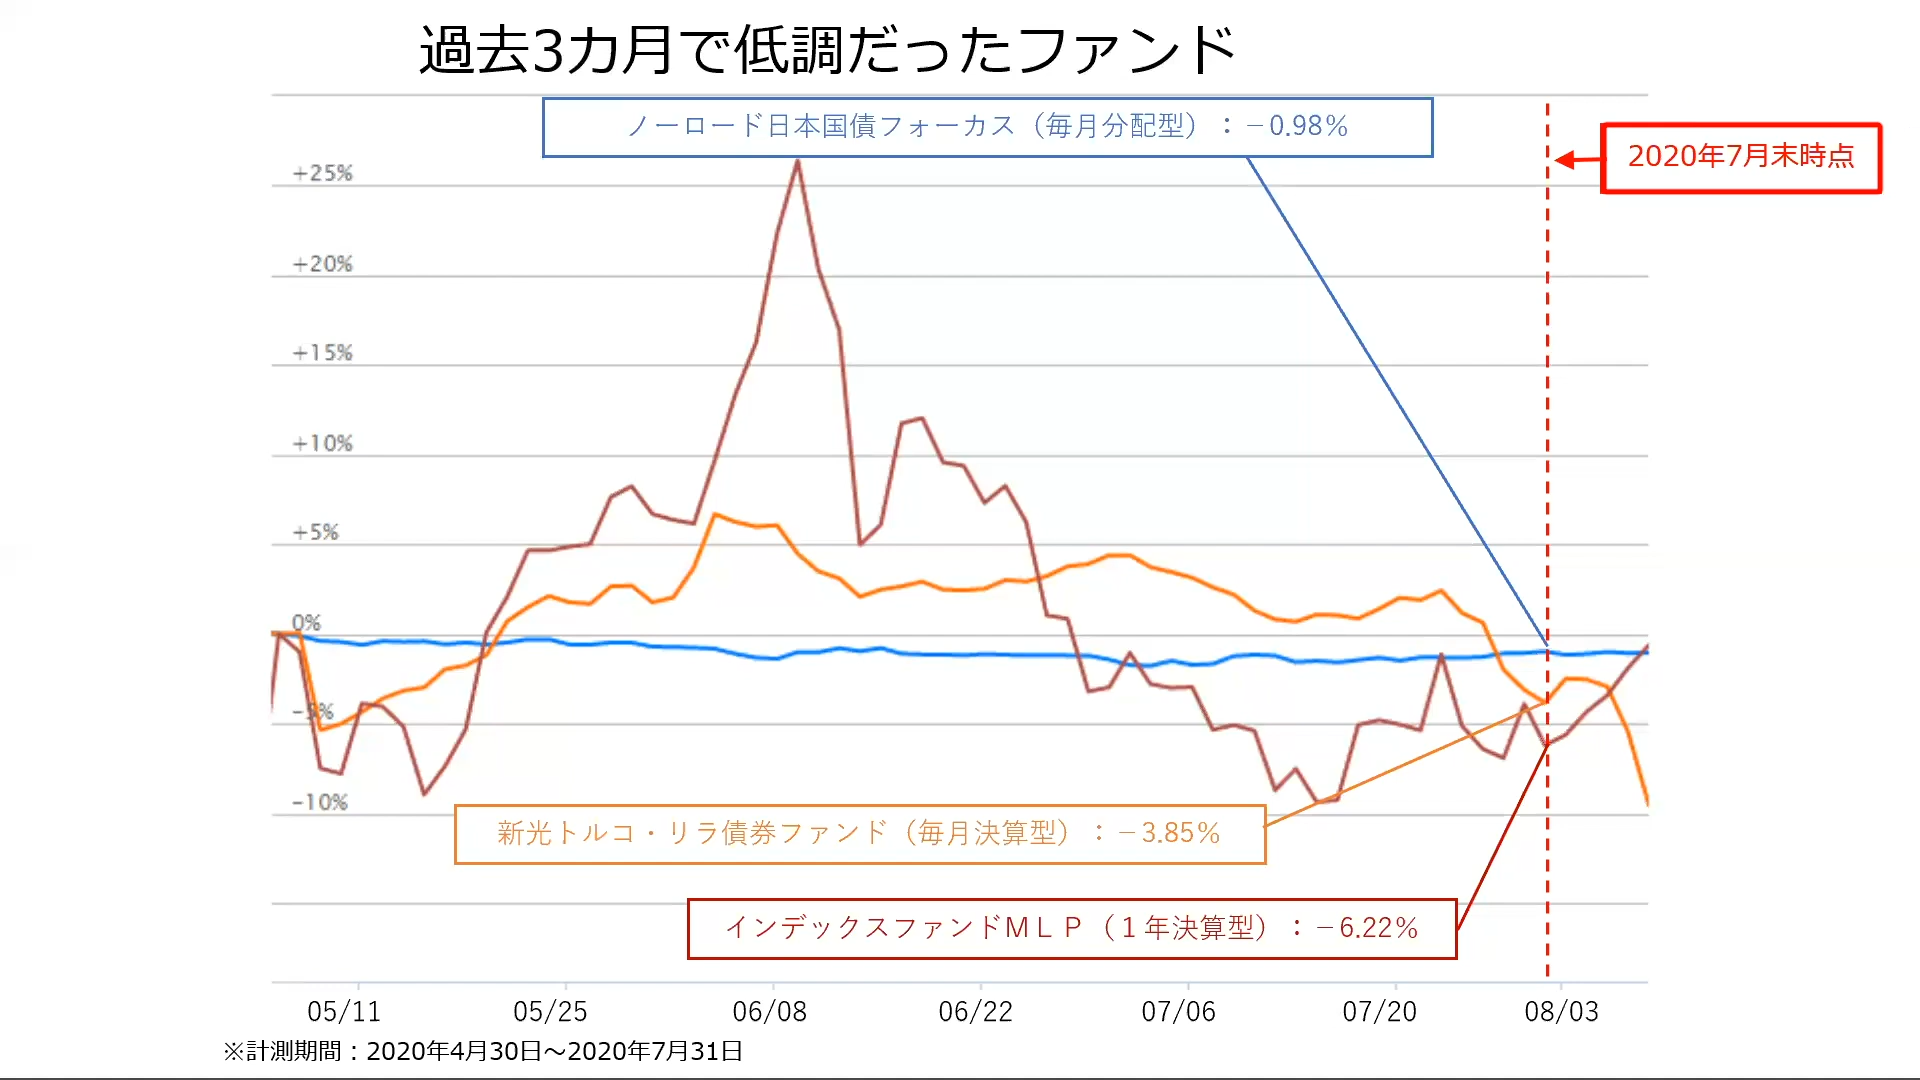 過去3カ月で低調だったファンド
ノーロード日本国債フォーカス（毎月分配型）：－0.98%
2020年7月末時点
+25%
+20%
+15%
+10%
+5%
0%
-5%
-10%
新光トルコ・リラ債券ファンド（毎月決算型）：－3.85%
インデックスファンドＭＬＰ（１年決算型）：－6.22%
05/11 05/25 06/08 06/22 07/06 07/20 08/03
※計測期間：2020年4月30日～2020年7月31日